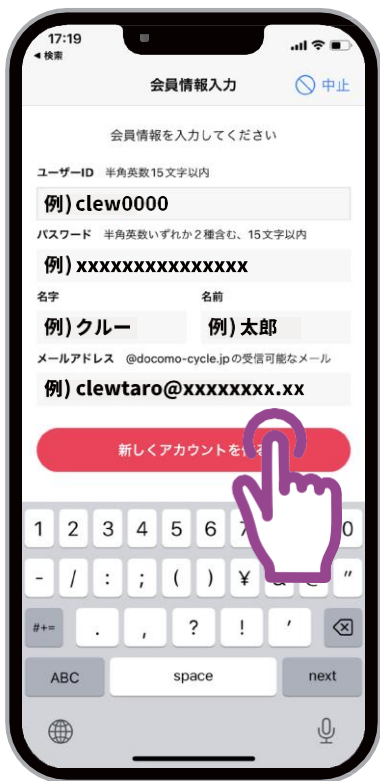 17:19
◀ 検索
会員情報入力 中止
会員情報を入力してください
ユーザーID 半角英数15文字以内
例) clew0000
パスワード 半角英数いずれか2種含む、15文字以内
例) xxxxxxxxxxxxxxx
名字 名前
例) クルー 例) 太郎
メールアドレス @docomo-cycle.jpの受信可能なメール
例) clewtaro@xxxxxxxx.xx
新しくアカウントを
1 2 3 4 5 6 7 0
- / : ; ( ) ¥ "
#+= . , ? ! '
ABC space next